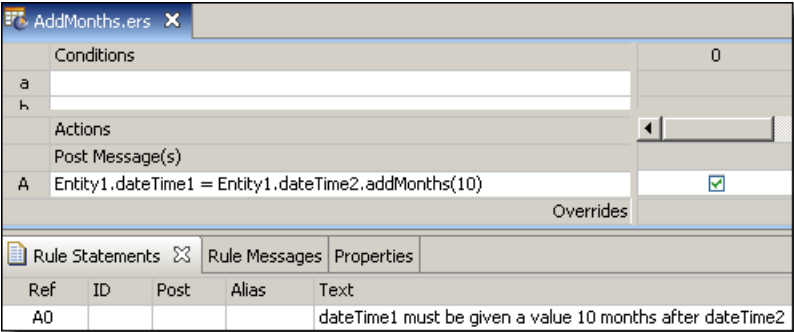 AddMonths.ers
Conditions 0
a
b
Actions
Post Message(s)
A Entity1.dateTime1 = Entity1.dateTime2.addMonths(10)
Overrides
Rule Statements Rule Messages Properties
Ref ID Post Alias Text
A0 dateTime1 must be given a value 10 months after dateTime2